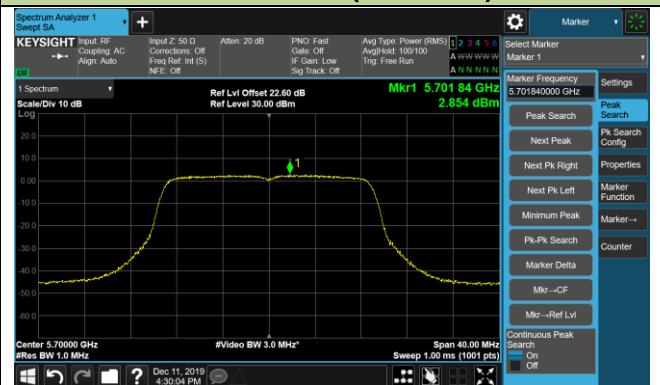 Spectrum Analyzer 1
Swept SA
Marker
KEYSIGHT
Input: RF
Coupling: AC
Align: Auto
Input Z: 50 Ω
Corrections: Off
Freq Ref: Int (S)
NFE: Off
Atten: 20 dB
PNO: Fast
Gate: Off
IF Gain: Low
Sig Track: Off
Avg Type: Power (RMS)
Avg|Hold: 100/100
Trig: Free Run
1 2 3 4 5 6
A W W W W W
A N N N N N
LXI
Select Marker
Marker 1
1 Spectrum
Scale/Div 10 dB
Log
Ref Lvl Offset 22.60 dB
Ref Level 30.00 dBm
Mkr1 5.701 84 GHz
2.854 dBm
20.0
10.0
0.00
-10.0
-20.0
-30.0
-40.0
-50.0
-60.0
1
Center 5.70000 GHz
#Res BW 1.0 MHz
#Video BW 3.0 MHz*
Span 40.00 MHz
Sweep 1.00 ms (1001 pts)
Marker Frequency
5.701840000 GHz
Peak Search
Next Peak
Next Pk Right
Next Pk Left
Minimum Peak
Pk-Pk Search
Marker Delta
Mkr→CF
Mkr→Ref Lvl
Continuous Peak
Search
On
Off
Settings
Peak
Search
Pk Search
Config
Properties
Marker
Function
Marker→
Counter
?
Dec 11, 2019
4:30:04 PM